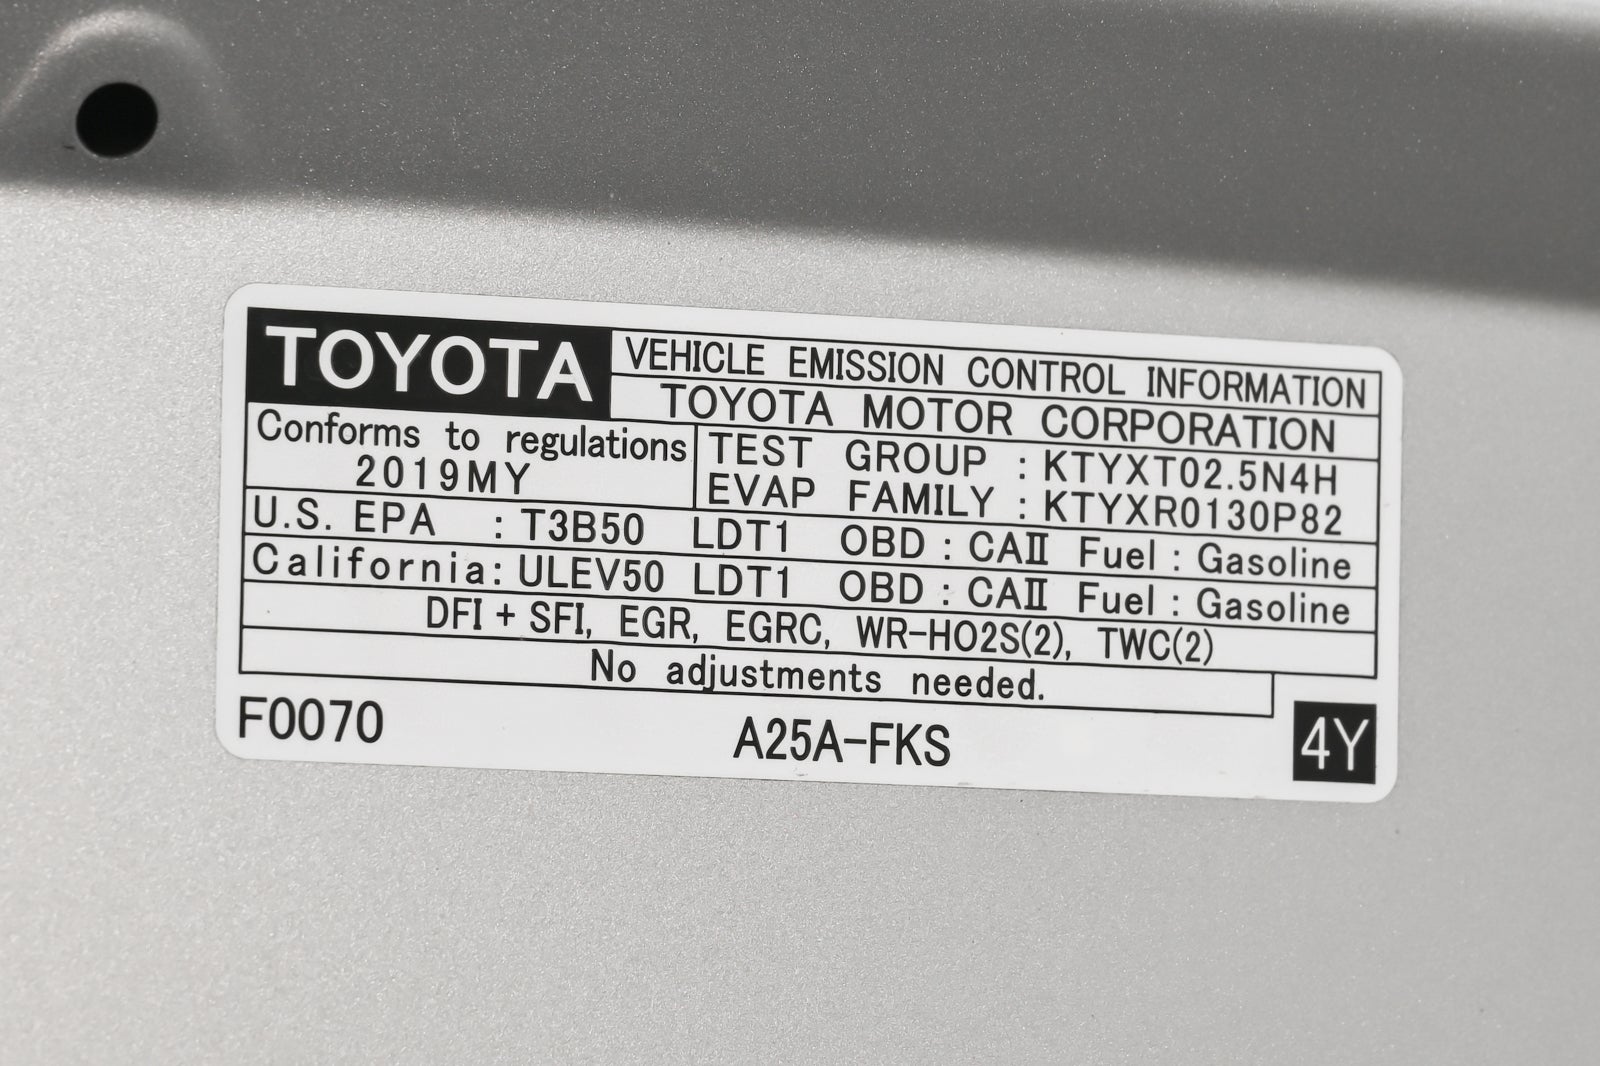 TOYOTA
VEHICLE EMISSION CONTROL INFORMATION
TOYOTA MOTOR CORPORATION
Conforms to regulations
2019MY
TEST GROUP : KTYXT02.5N4H
EVAP FAMILY : KTYXR0130P82
U.S. EPA : T3B50 LDT1 OBD : CAⅡ Fuel : Gasoline
California: ULEV50 LDT1 OBD : CAⅡ Fuel : Gasoline
DFI + SFI, EGR, EGRC, WR-HO2S(2), TWC(2)
No adjustments needed.
F0070 A25A-FKS 4Y